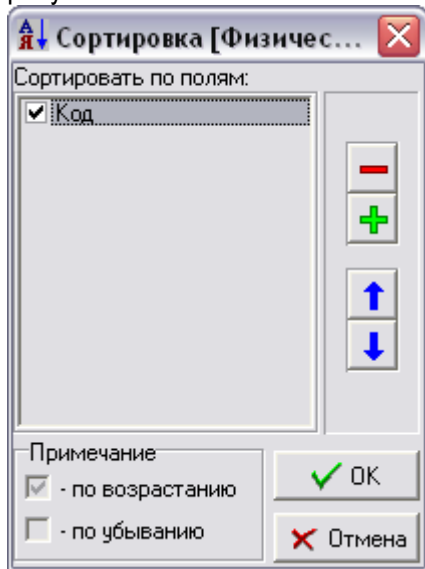 Сортировка [Физичес...
Сортировать по полям:
Код
Примечание
- по возрастанию
- по убыванию
OK
Отмена